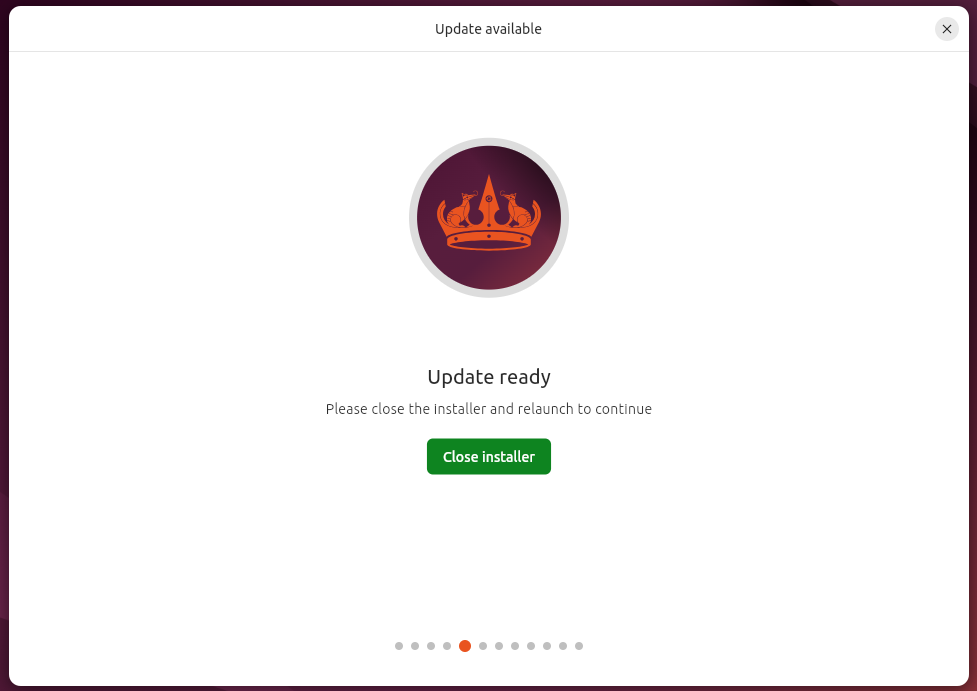 Update available
Update ready
Please close the installer and relaunch to continue
Close installer